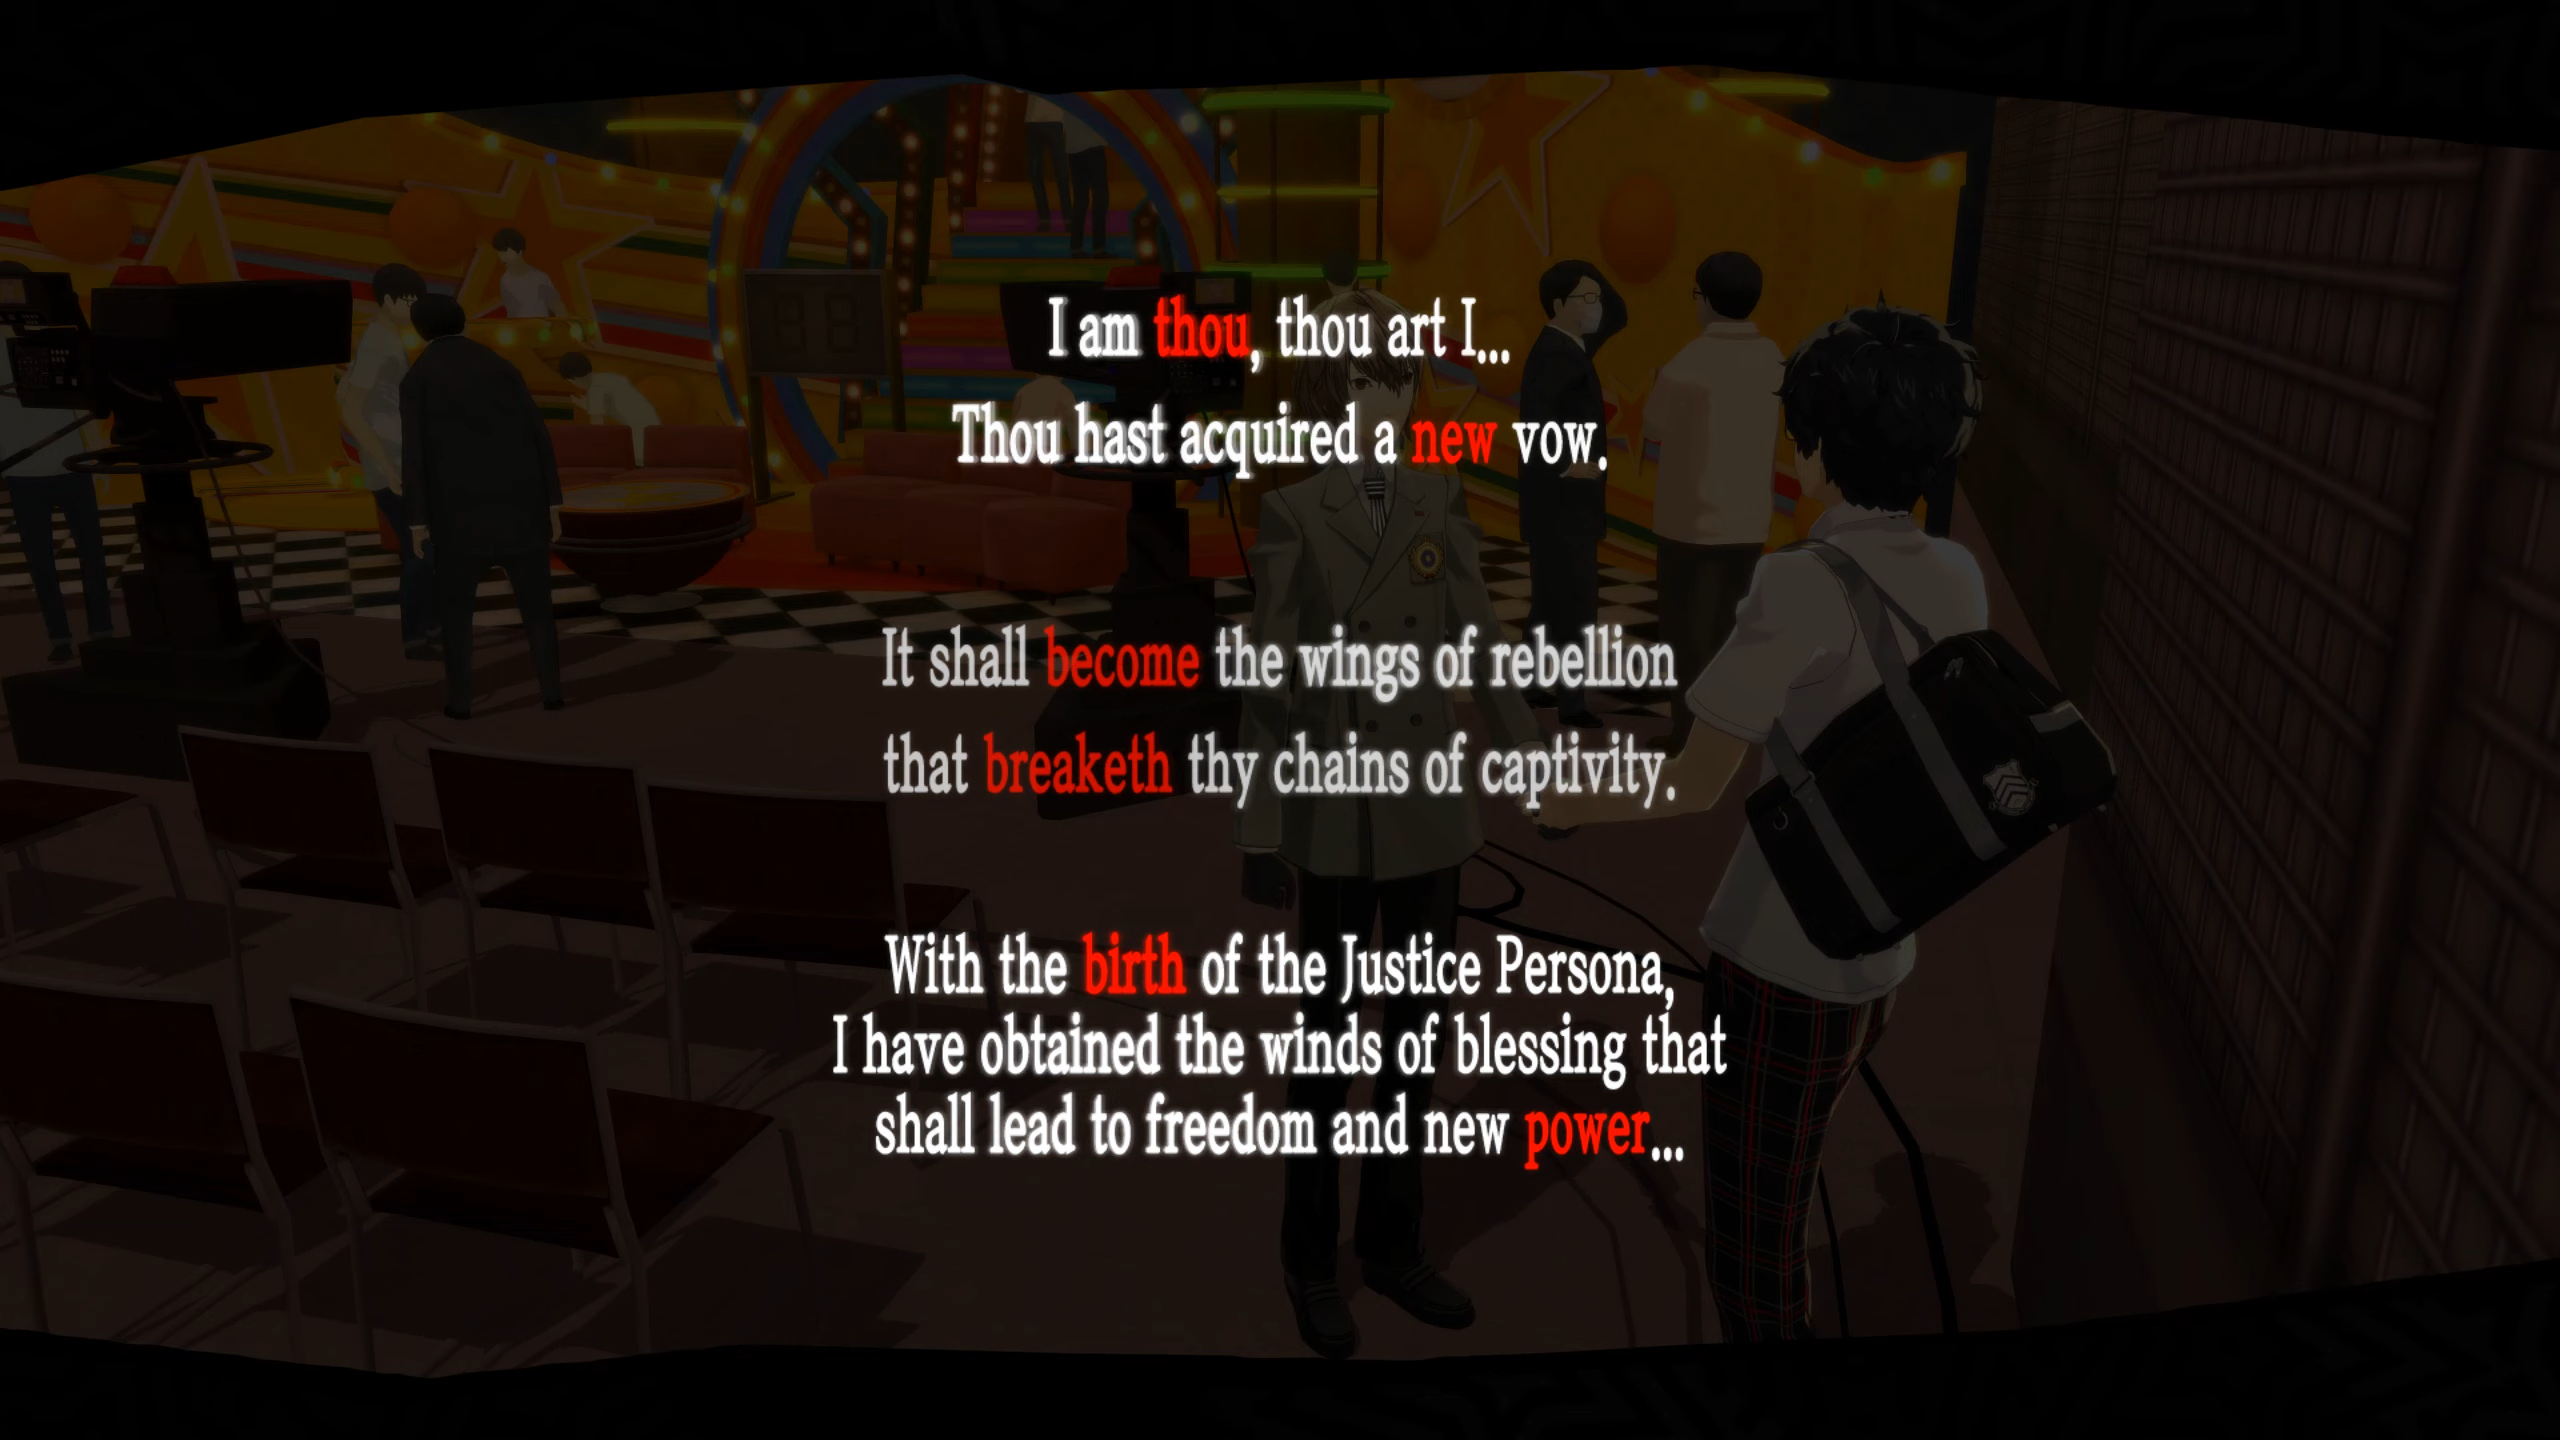 I am thou, thou art I...
Thou hast acquired a new vow.
It shall become the wings of rebellion
that breaketh thy chains of captivity.
With the birth of the Justice Persona,
I have obtained the winds of blessing that
shall lead to freedom and new power...